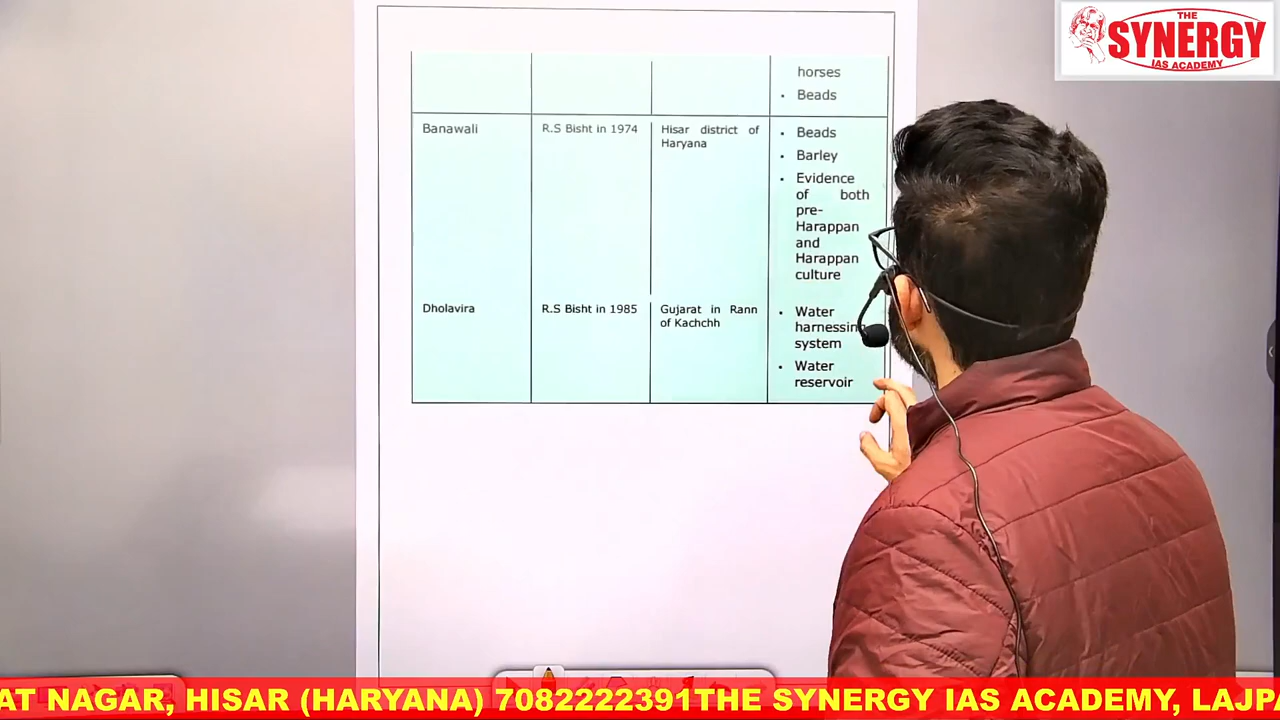 THE
SYNERGY
IAS ACADEMY
horses
• Beads
Banawali
R.S Bisht in 1974
Hisar district of
Haryana
• Beads
• Barley
• Evidence
of both
pre-
Harappan
and
Harappan
culture
Dholavira
R.S Bisht in 1985
Gujarat in Rann
of Kachchh
• Water
harnessing
system
• Water
reservoir
AT NAGAR, HISAR (HARYANA) 7082222391THE SYNERGY IAS ACADEMY, LAJPA